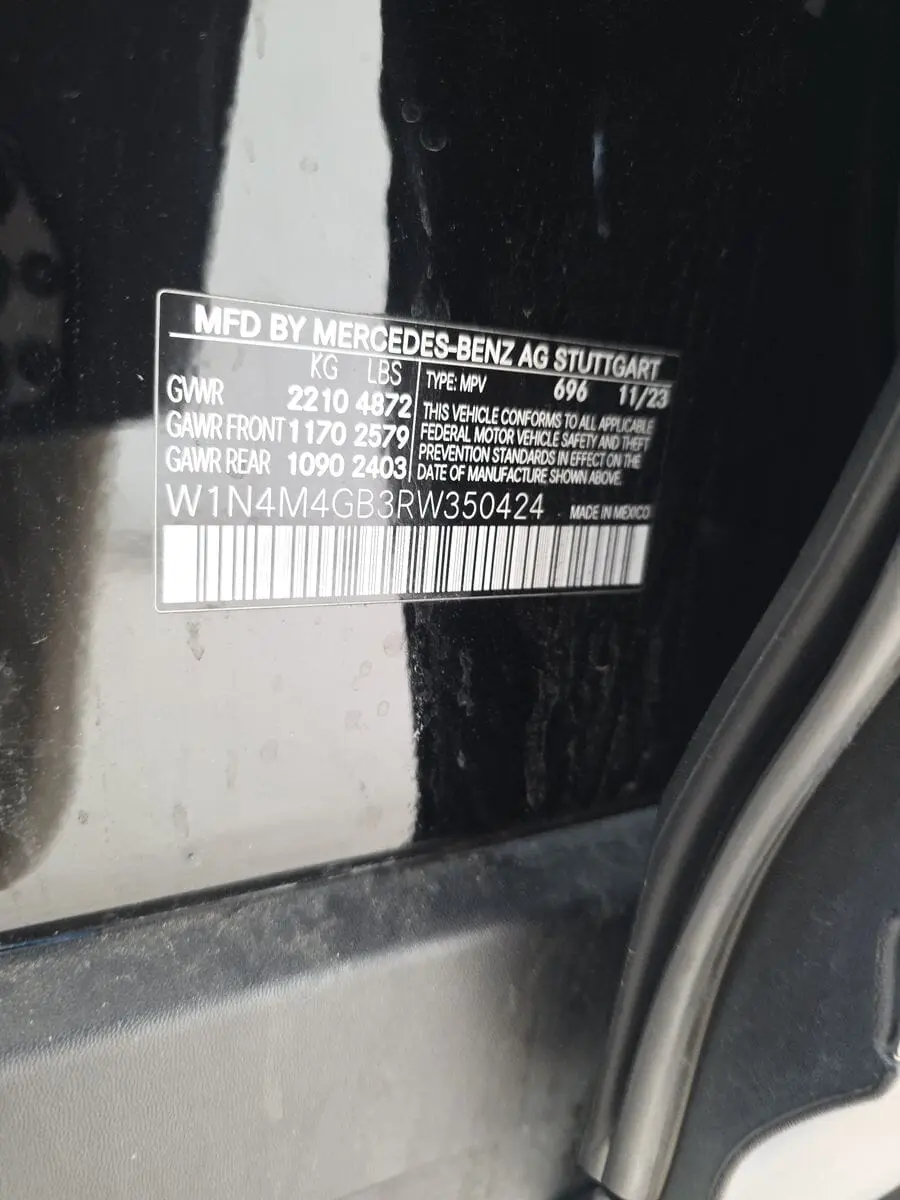 MFD BY MERCEDES-BENZ AG STUTTGART
KG LBS
GVWR 2210 4872
GAWR FRONT 1170 2579
GAWR REAR 1090 2403
TYPE: MPV 696 11/23
THIS VEHICLE CONFORMS TO ALL APPLICABLE
FEDERAL MOTOR VEHICLE SAFETY AND THEFT
PREVENTION STANDARDS IN EFFECT ON THE
DATE OF MANUFACTURE SHOWN ABOVE.
W1N4M4GB3RW350424 MADE IN MEXICO